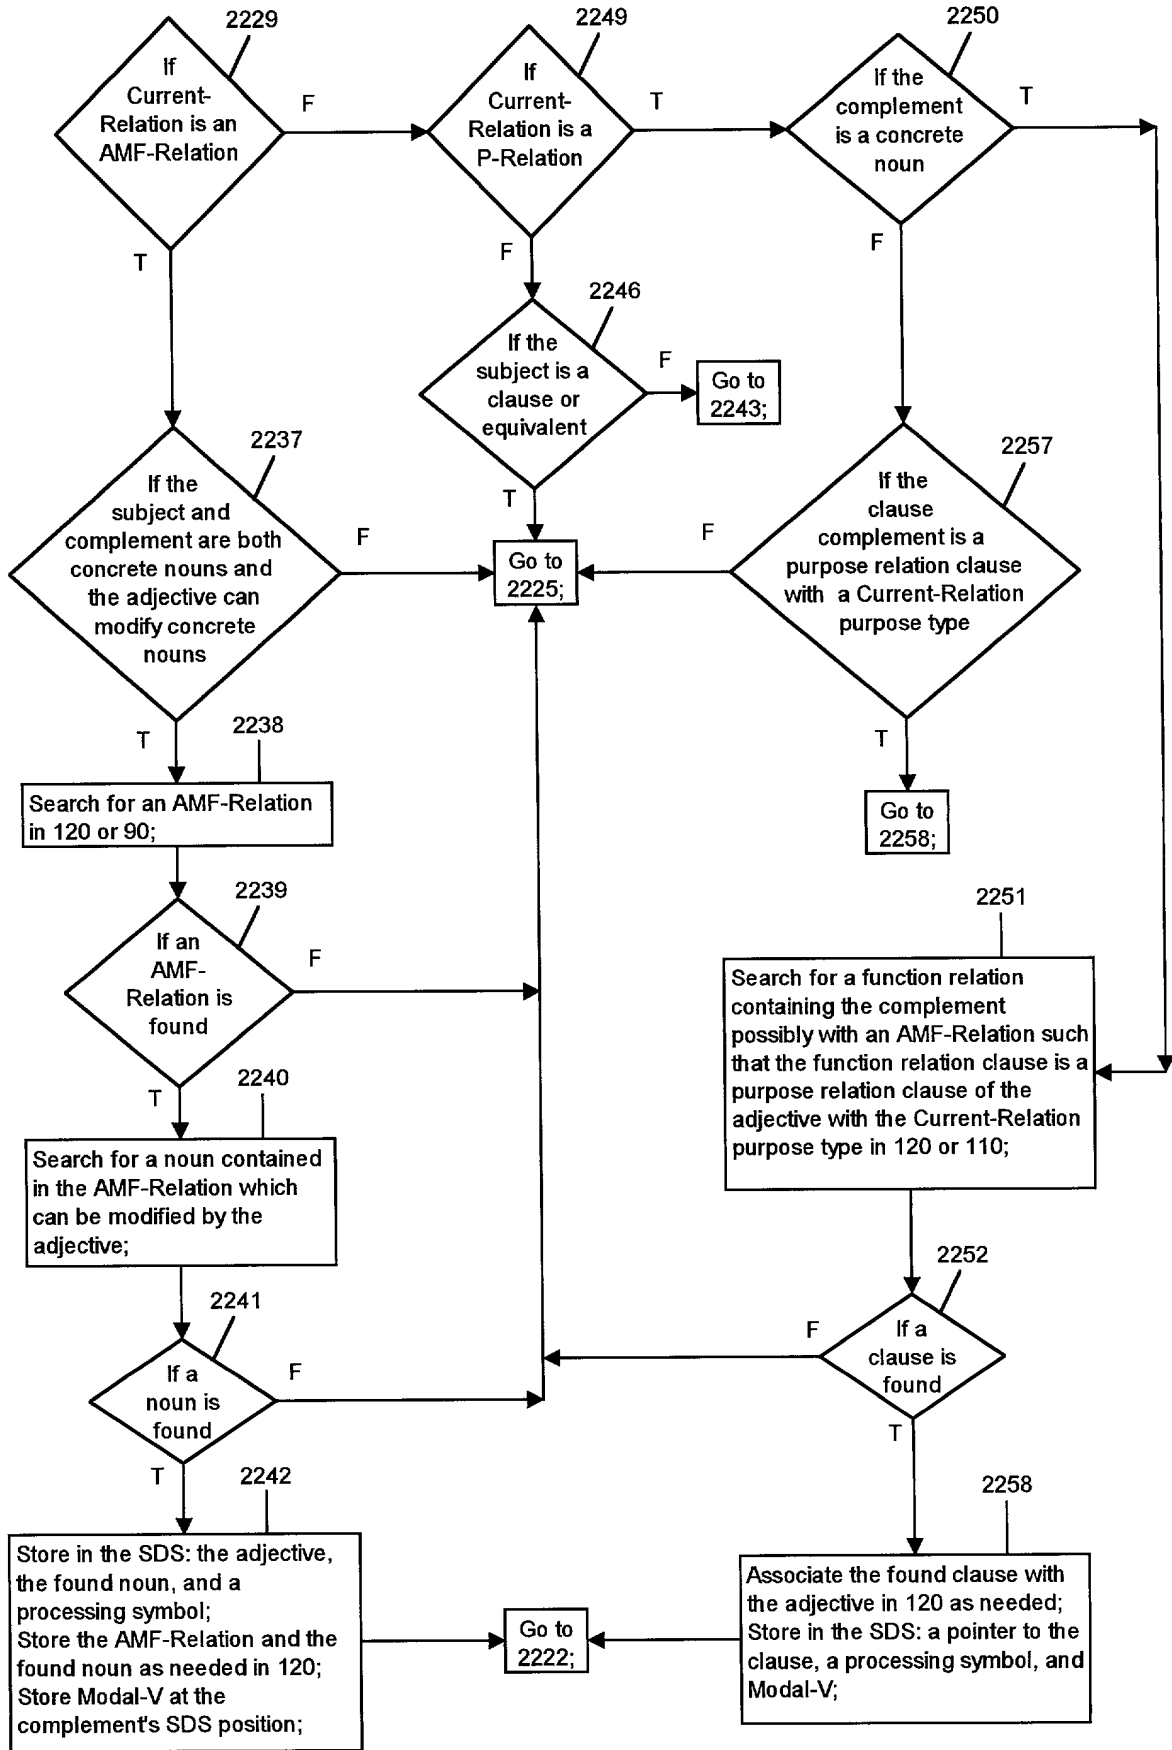 2229
If
Current-
Relation is an
AMF-Relation
F
T
2249
If
Current-
Relation is a
P-Relation
T
F
2250
If the
complement
is a concrete
noun
T
F
2246
If the
subject is a
clause or
equivalent
F
T
Go to
2243;
2237
If the
subject and
complement are both
concrete nouns and
the adjective can
modify concrete
nouns
F
T
Go to
2225;
2257
If the
clause
complement is a
purpose relation clause
with a Current-Relation
purpose type
F
T
Go to
2258;
2238
Search for an AMF-Relation
in 120 or 90;
2239
If an
AMF-
Relation is
found
F
T
2240
Search for a noun contained
in the AMF-Relation which
can be modified by the
adjective;
2241
If a
noun is
found
F
T
2242
Store in the SDS: the adjective,
the found noun, and a
processing symbol;
Store the AMF-Relation and the
found noun as needed in 120;
Store Modal-V at the
complement's SDS position;
2251
Search for a function relation
containing the complement
possibly with an AMF-Relation such
that the function relation clause is a
purpose relation clause of the
adjective with the Current-Relation
purpose type in 120 or 110;
2252
If a
clause is
found
F
T
2258
Associate the found clause with
the adjective in 120 as needed;
Store in the SDS: a pointer to the
clause, a processing symbol, and
Modal-V;
Go to
2222;